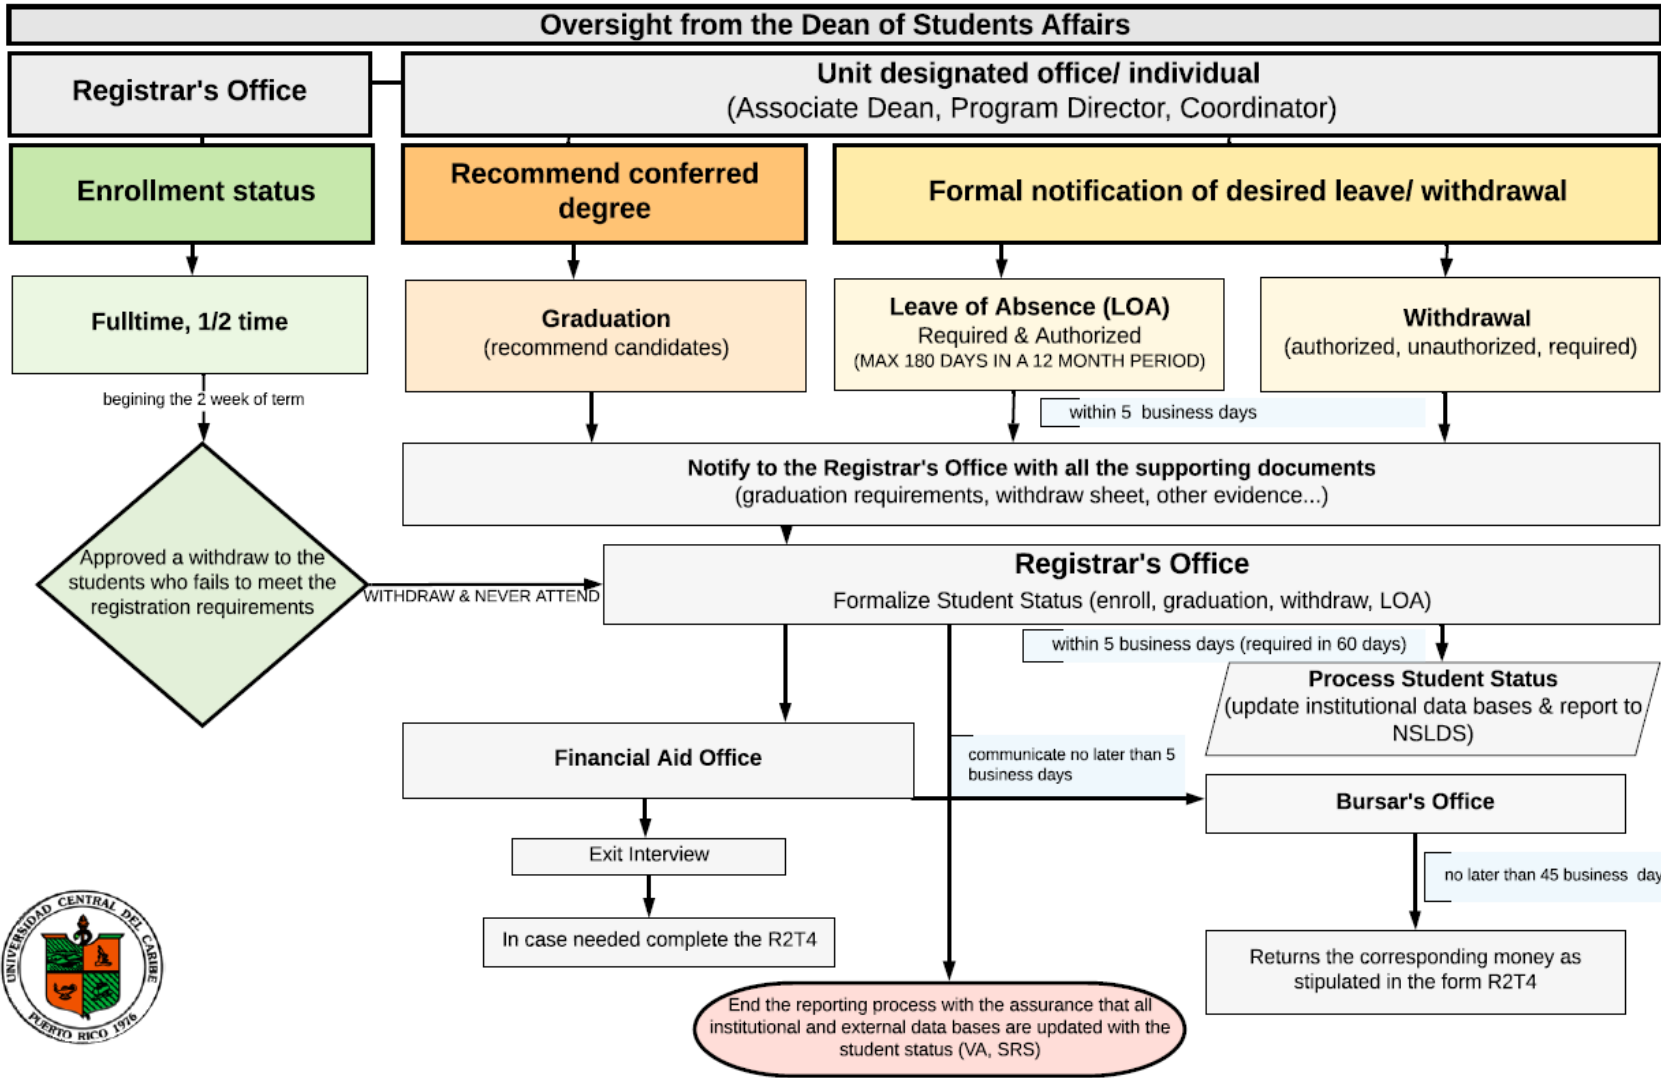 Oversight from the Dean of Students Affairs
Registrar's Office
Unit designated office/ individual
(Associate Dean, Program Director, Coordinator)
Enrollment status
Recommend conferred
degree
Formal notification of desired leave/ withdrawal
Fulltime, 1/2 time
Graduation
(recommend candidates)
Leave of Absence (LOA)
Required & Authorized
(MAX 180 DAYS IN A 12 MONTH PERIOD)
Withdrawal
(authorized, unauthorized, required)
begining the 2 week of term
within 5 business days
Notify to the Registrar's Office with all the supporting documents
(graduation requirements, withdraw sheet, other evidence...)
Approved a withdraw to the
students who fails to meet the
registration requirements
WITHDRAW & NEVER ATTEND
Registrar's Office
Formalize Student Status (enroll, graduation, withdraw, LOA)
within 5 business days (required in 60 days)
Process Student Status
(update institutional data bases & report to
NSLDS)
Financial Aid Office
communicate no later than 5
business days
Bursar's Office
Exit Interview
no later than 45 business day
In case needed complete the R2T4
Returns the corresponding money as
stipulated in the form R2T4
End the reporting process with the assurance that all
institutional and external data bases are updated with the
student status (VA, SRS)
UNIVERSIDAD CENTRAL DEL CARIBE
PUERTO RICO 1976